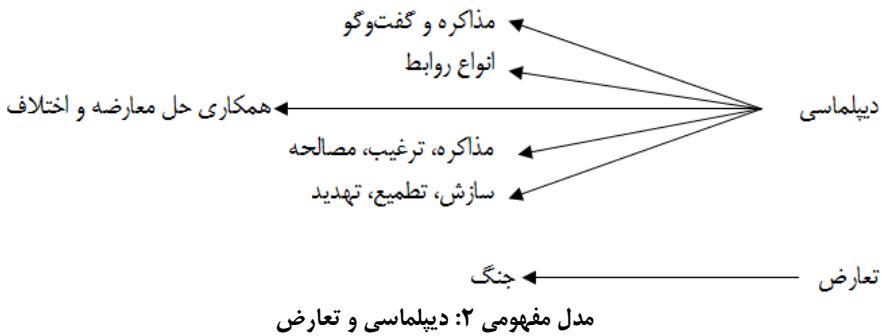 مذاکره و گفت‌وگو
انواع روابط
دیپلماسی
همکاری حل معارضه و اختلاف
مذاکره، ترغیب، مصالحه
سازش، تطمیع، تهدید
تعارض
جنگ
مدل مفهومی ۲: دیپلماسی و تعارض